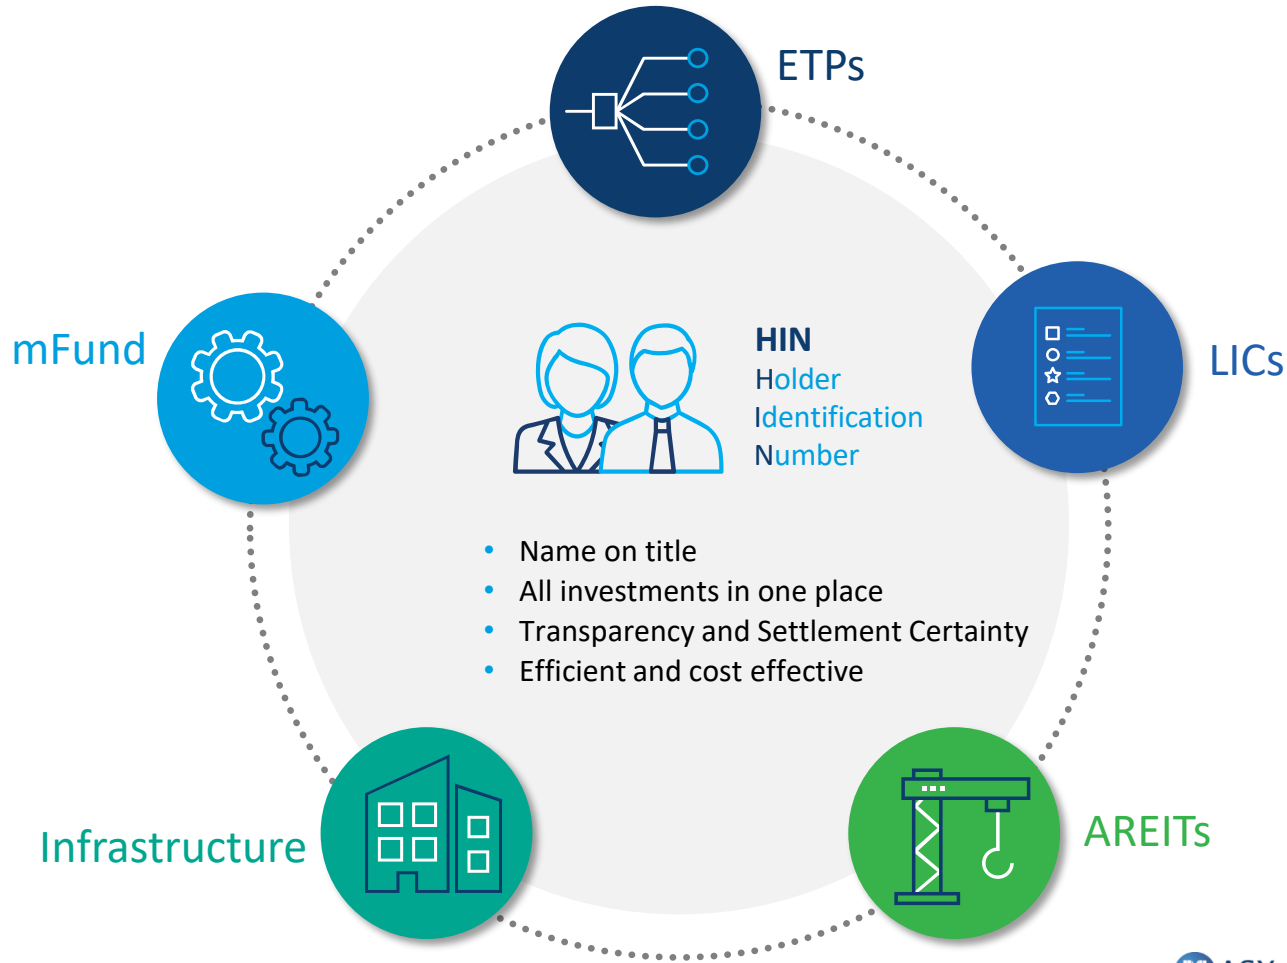 ETPs
mFund
LICs
HIN
Holder
Identification
Number
• Name on title
• All investments in one place
• Transparency and Settlement Certainty
• Efficient and cost effective
Infrastructure
AREITs